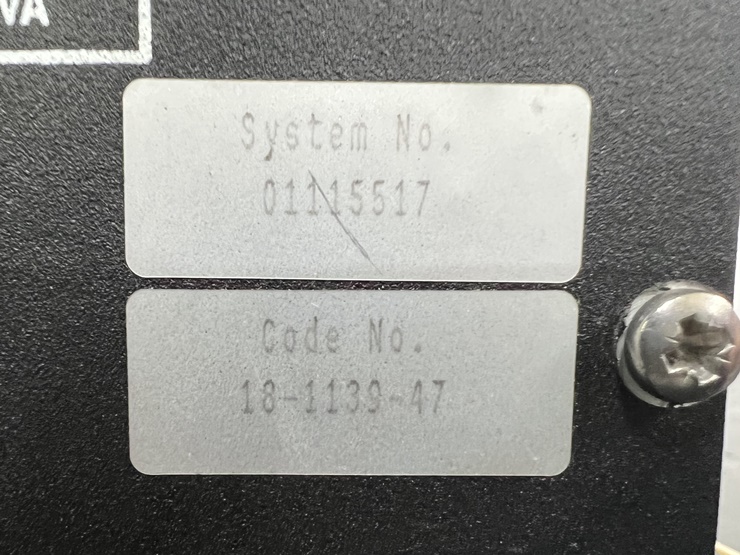 VA
System No.
01115517
Code No.
18-1139-47